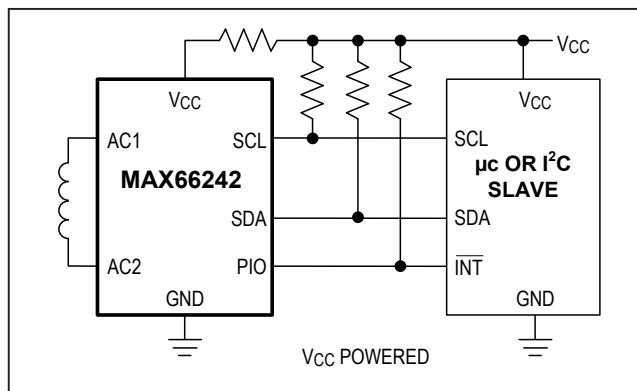 VCC
VCC
VCC
AC1
SCL
SCL
MAX66242
µc OR I²C
SLAVE
SDA
SDA
AC2
PIO
INT
GND
GND
VCC POWERED